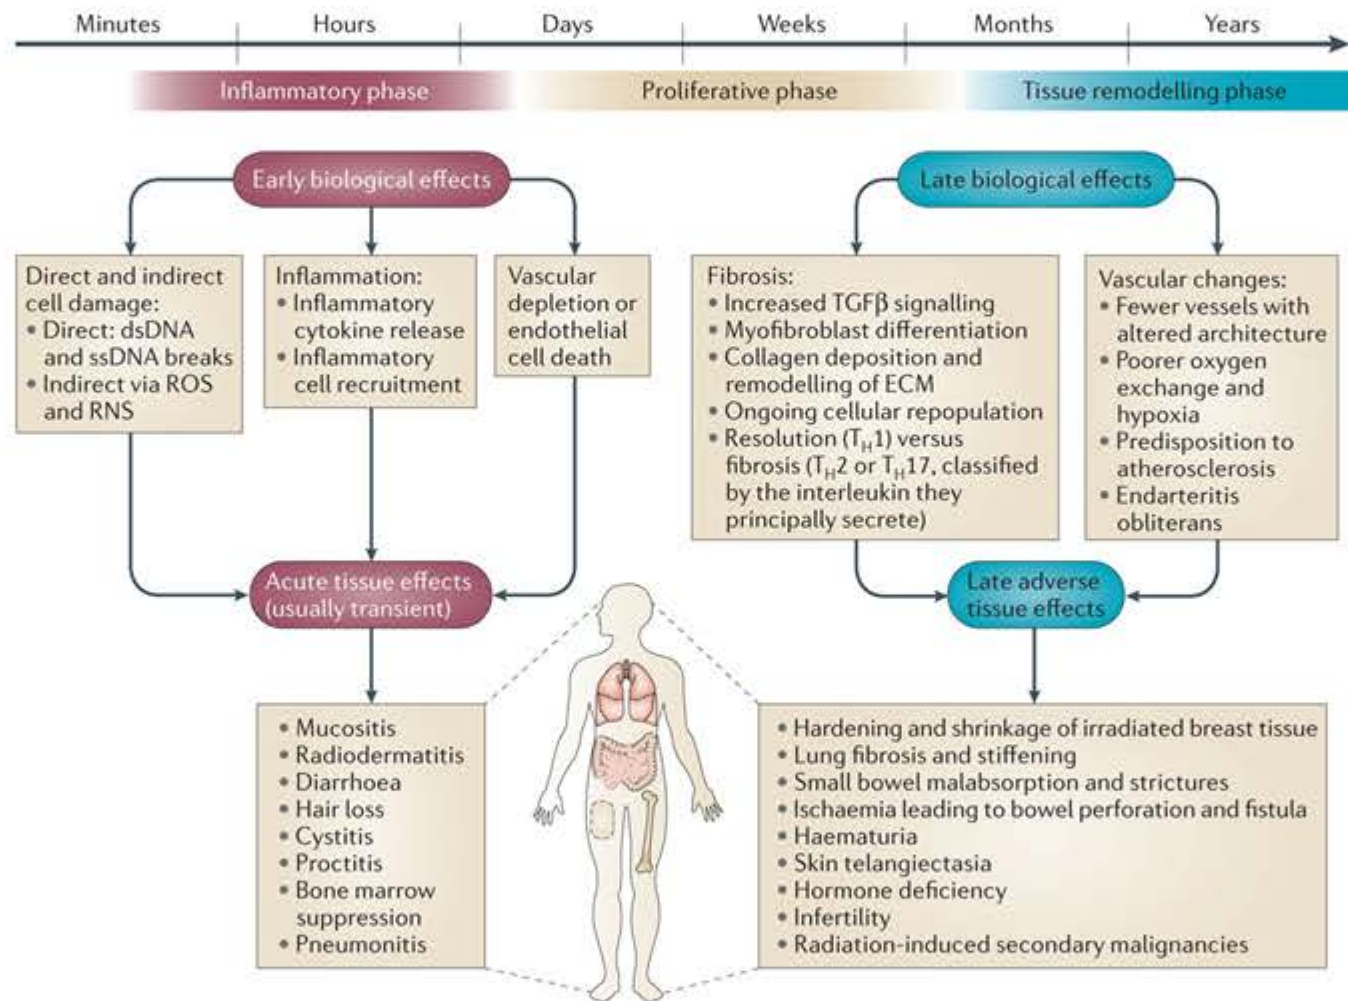 Minutes
Hours
Days
Weeks
Months
Years
Inflammatory phase
Proliferative phase
Tissue remodelling phase
Early biological effects
Late biological effects
Direct and indirect
cell damage:
• Direct: dsDNA
and ssDNA breaks
• Indirect via ROS
and RNS
Inflammation:
• Inflammatory
cytokine release
• Inflammatory
cell recruitment
Vascular
depletion or
endothelial
cell death
Fibrosis:
• Increased TGFβ signalling
• Myofibroblast differentiation
• Collagen deposition and
remodelling of ECM
• Ongoing cellular repopulation
• Resolution (TH1) versus
fibrosis (TH2 or TH17, classified
by the interleukin they
principally secrete)
Vascular changes:
• Fewer vessels with
altered architecture
• Poorer oxygen
exchange and
hypoxia
• Predisposition to
atherosclerosis
• Endarteritis
obliterans
Acute tissue effects
(usually transient)
Late adverse
tissue effects
• Mucositis
• Radiodermatitis
• Diarrhoea
• Hair loss
• Cystitis
• Proctitis
• Bone marrow
suppression
• Pneumonitis
• Hardening and shrinkage of irradiated breast tissue
• Lung fibrosis and stiffening
• Small bowel malabsorption and strictures
• Ischaemia leading to bowel perforation and fistula
• Haematuria
• Skin telangiectasia
• Hormone deficiency
• Infertility
• Radiation-induced secondary malignancies